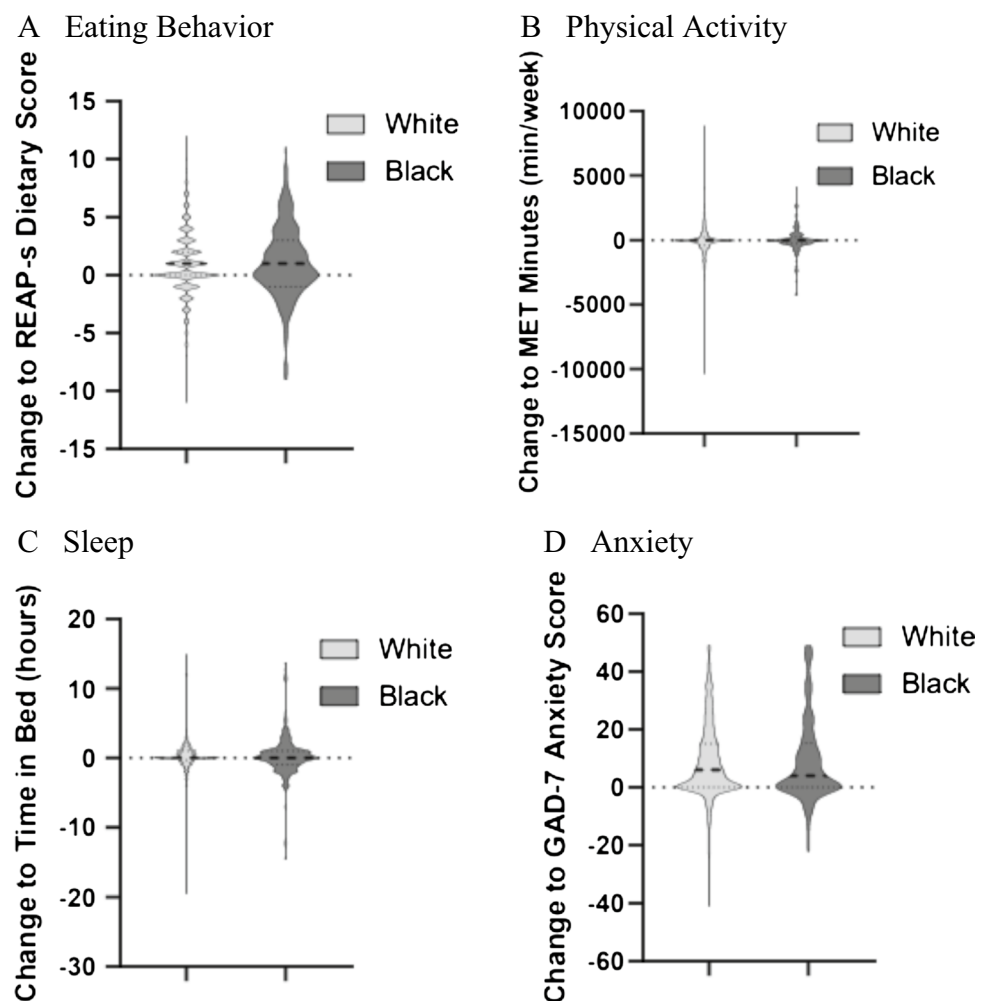 A Eating Behavior
Change to REAP-s Dietary Score
15
10
5
0
-5
-10
-15
White
Black
B Physical Activity
Change to MET Minutes (min/week)
10000
5000
0
-5000
-10000
-15000
White
Black
C Sleep
Change to Time in Bed (hours)
20
10
0
-10
-20
-30
White
Black
D Anxiety
Change to GAD-7 Anxiety Score
60
40
20
0
-20
-40
-60
White
Black